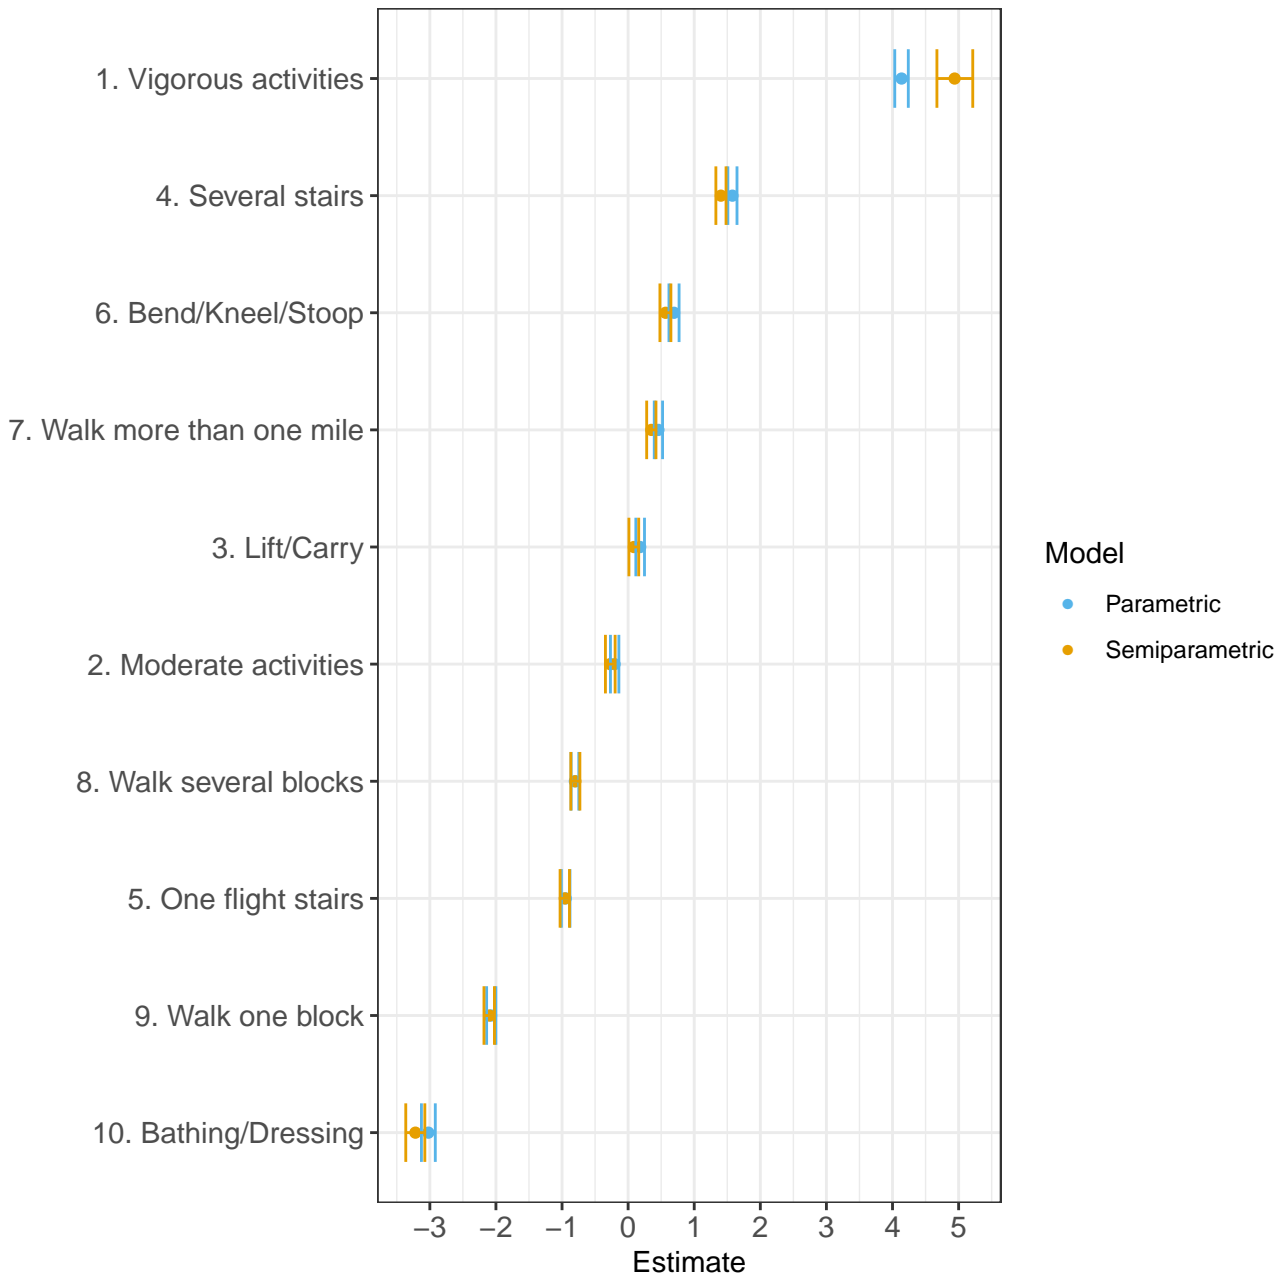 1. Vigorous activities
4. Several stairs
6. Bend/Kneel/Stoop
7. Walk more than one mile
3. Lift/Carry
2. Moderate activities
8. Walk several blocks
5. One flight stairs
9. Walk one block
10. Bathing/Dressing
−3 −2 −1 0 1 2 3 4 5
Estimate
Model
Parametric
Semiparametric